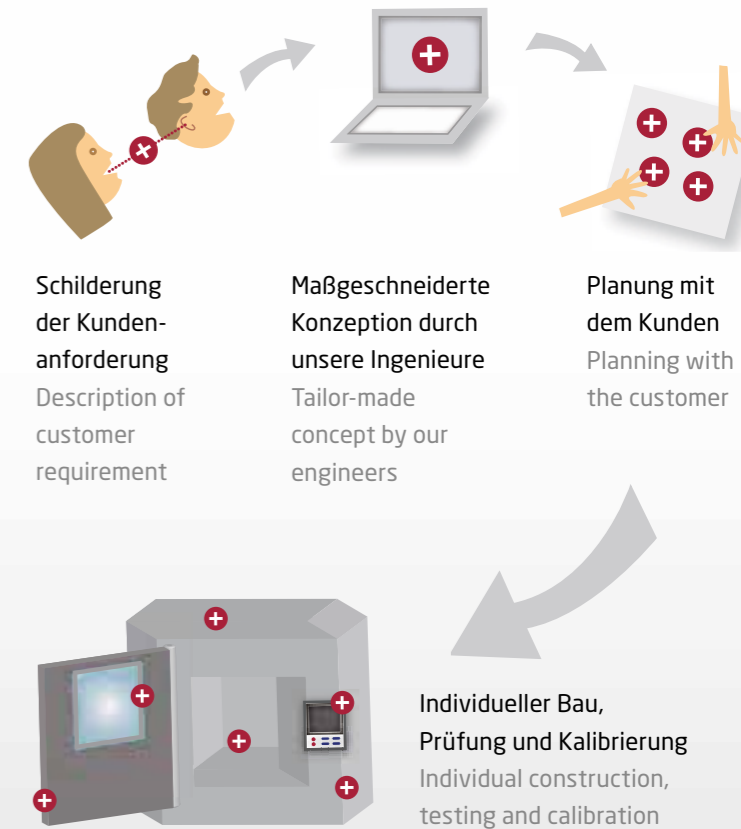 Schilderung
der Kunden-
anforderung
Description of
customer
requirement
Maßgeschneiderte
Konzeption durch
unsere Ingenieure
Tailor-made
concept by our
engineers
Planung mit
dem Kunden
Planning with
the customer
Individueller Bau,
Prüfung und Kalibrierung
Individual construction,
testing and calibration